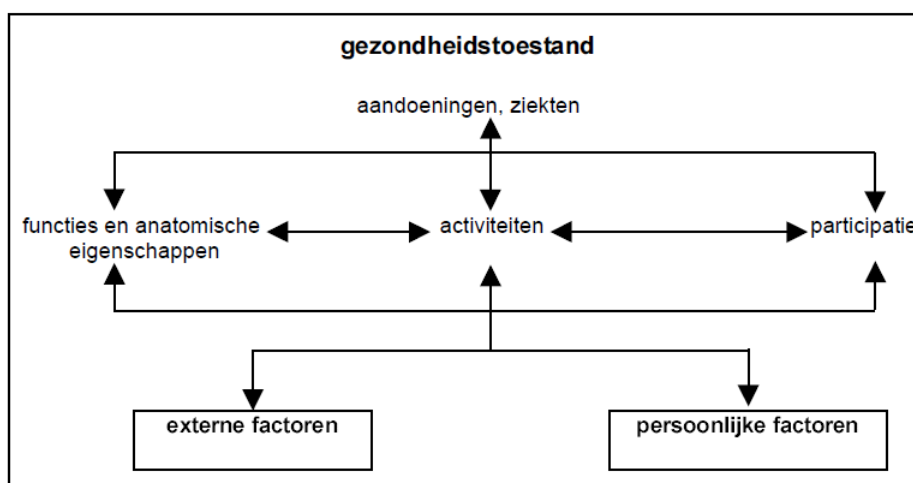 gezondheidstoestand
aandoeningen, ziekten
functies en anatomische
eigenschappen
activiteiten
participatie
externe factoren
persoonlijke factoren